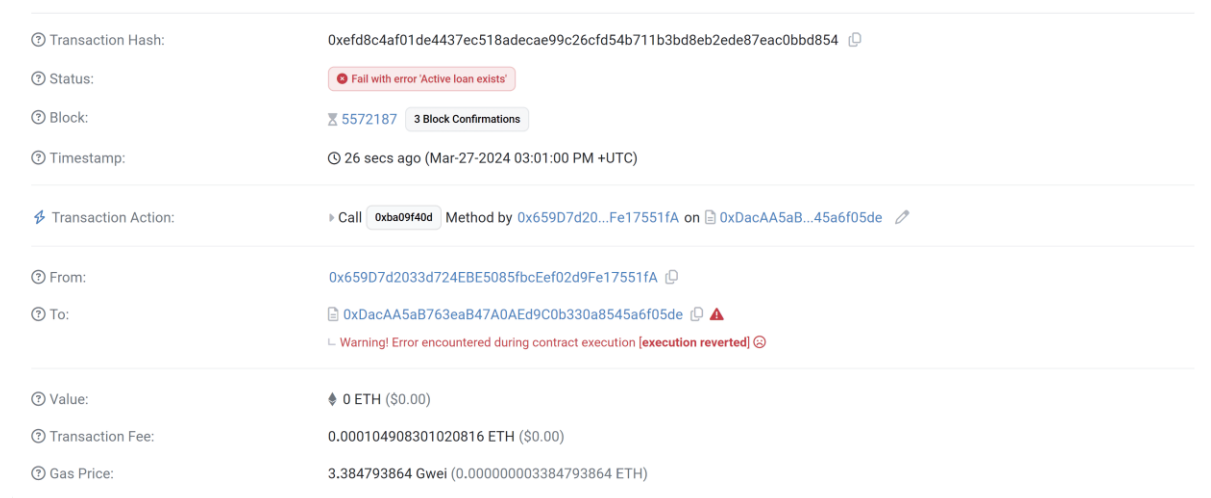 Transaction Hash: 0xefd8c4af01de4437ec518adecae99c26cfd54b711b3bd8eb2ede87eac0bbd854
Status: Fail with error 'Active loan exists'
Block: 5572187 3 Block Confirmations
Timestamp: 26 secs ago (Mar-27-2024 03:01:00 PM +UTC)
Transaction Action: Call 0xba09f40d Method by 0x659D7d20...Fe17551fA on 0xDacAA5aB...45a6f05de
From: 0x659D7d2033d724EBE5085fbcEef02d9Fe17551fA
To: 0xDacAA5aB763eaB47A0AEd9C0b330a8545a6f05de
Warning! Error encountered during contract execution [execution reverted]
Value: 0 ETH ($0.00)
Transaction Fee: 0.000104908301020816 ETH ($0.00)
Gas Price: 3.384793864 Gwei (0.000000003384793864 ETH)